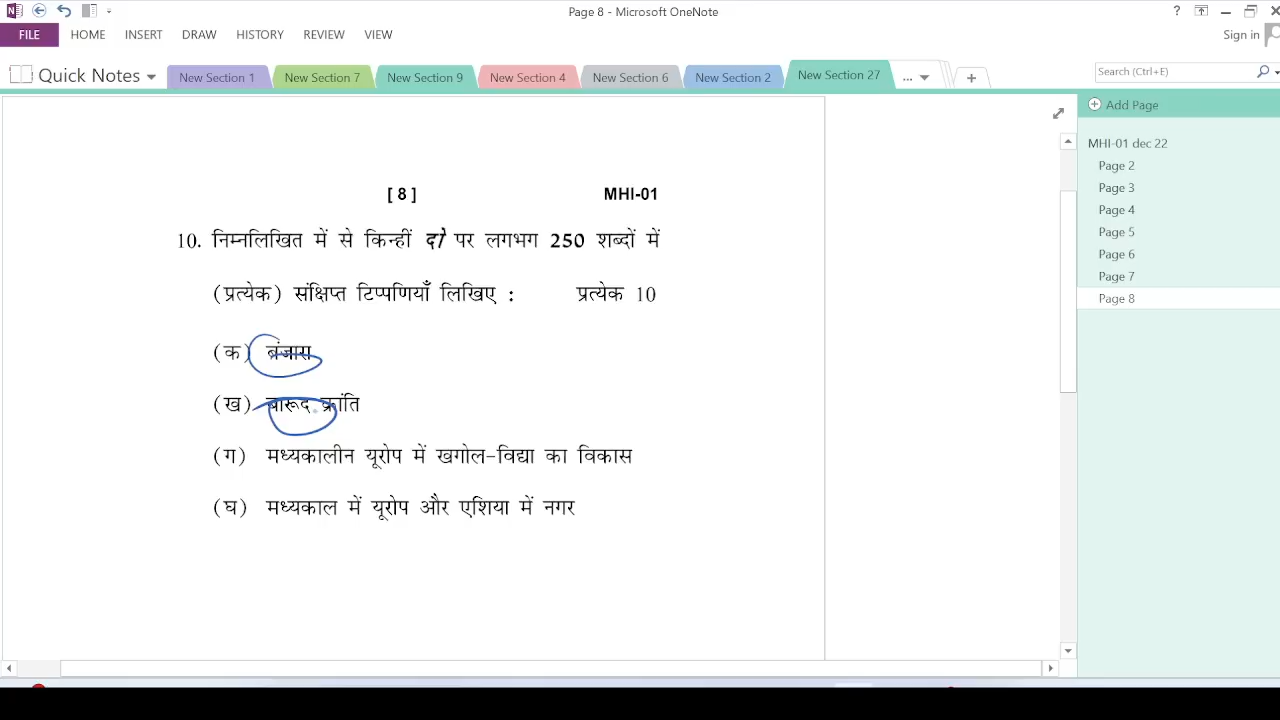 Page 8 - Microsoft OneNote
FILE HOME INSERT DRAW HISTORY REVIEW VIEW
Sign in
Quick Notes New Section 1 New Section 7 New Section 9 New Section 4 New Section 6 New Section 2 New Section 27 ...
Search (Ctrl+E)
Add Page
MHI-01 dec 22
Page 2
Page 3
Page 4
Page 5
Page 6
Page 7
Page 8
[ 8 ] MHI-01
10. निम्नलिखित में से किन्हीं दो पर लगभग 250 शब्दों में
(प्रत्येक) संक्षिप्त टिप्पणियाँ लिखिए : प्रत्येक 10
(क) बंजारा
(ख) बारूद क्रांति
(ग) मध्यकालीन यूरोप में खगोल-विद्या का विकास
(घ) मध्यकाल में यूरोप और एशिया में नगर